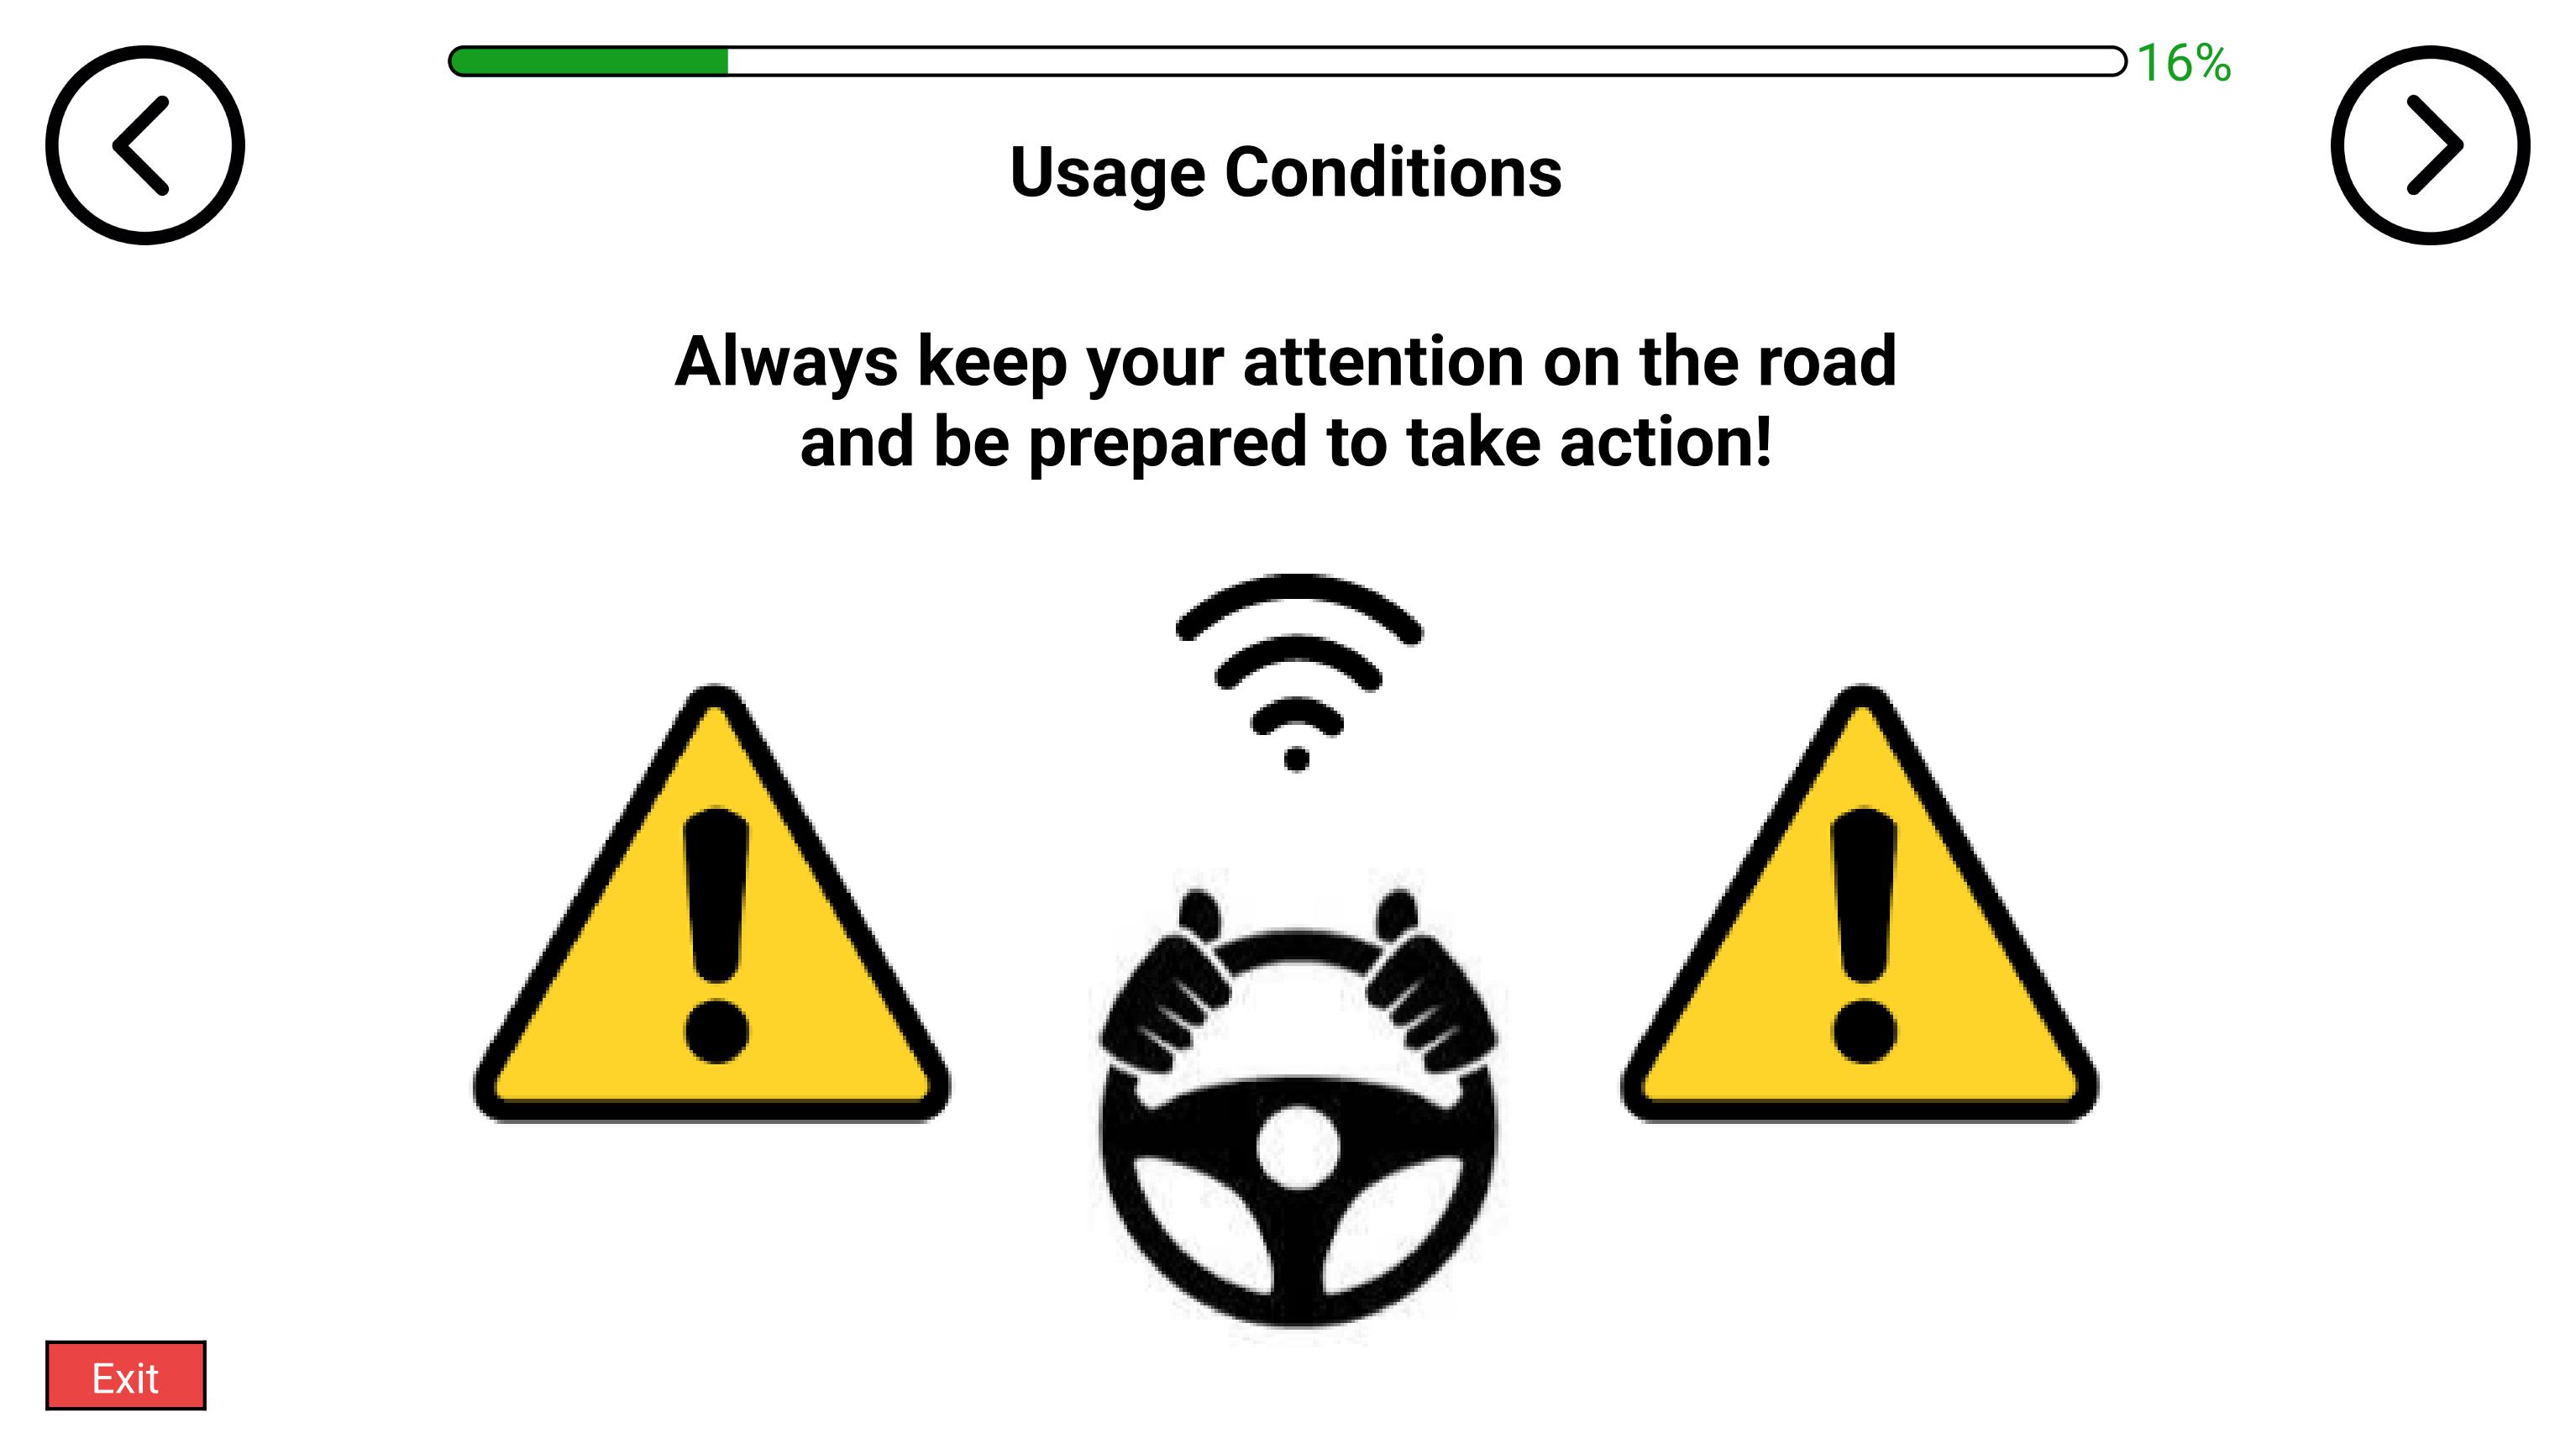 16%
Usage Conditions
Always keep your attention on the road
and be prepared to take action!
Exit